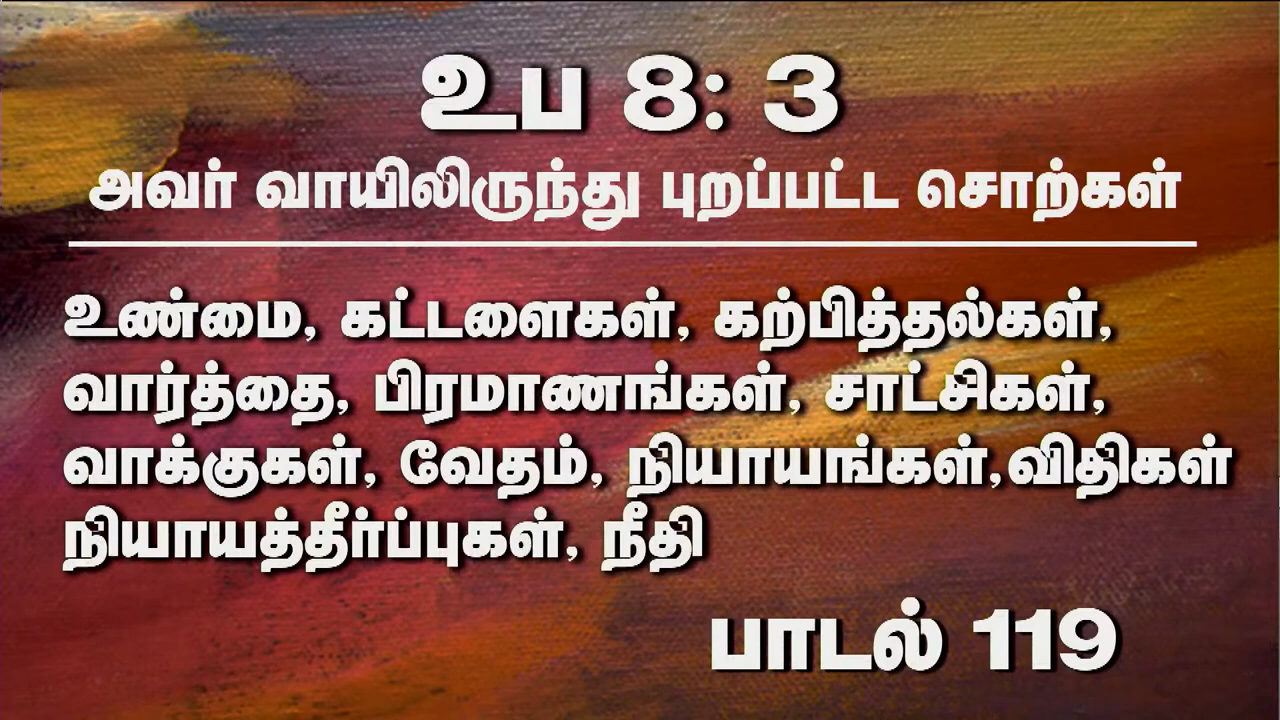 உப 8: 3
அவர் வாயிலிருந்து புறப்பட்ட சொற்கள்
உண்மை, கட்டளைகள், கற்பித்தல்கள்,
வார்த்தை, பிரமாணங்கள், சாட்சிகள்,
வாக்குகள், வேதம், நியாயங்கள்,விதிகள்
நியாயத்தீர்ப்புகள், நீதி
பாடல் 119